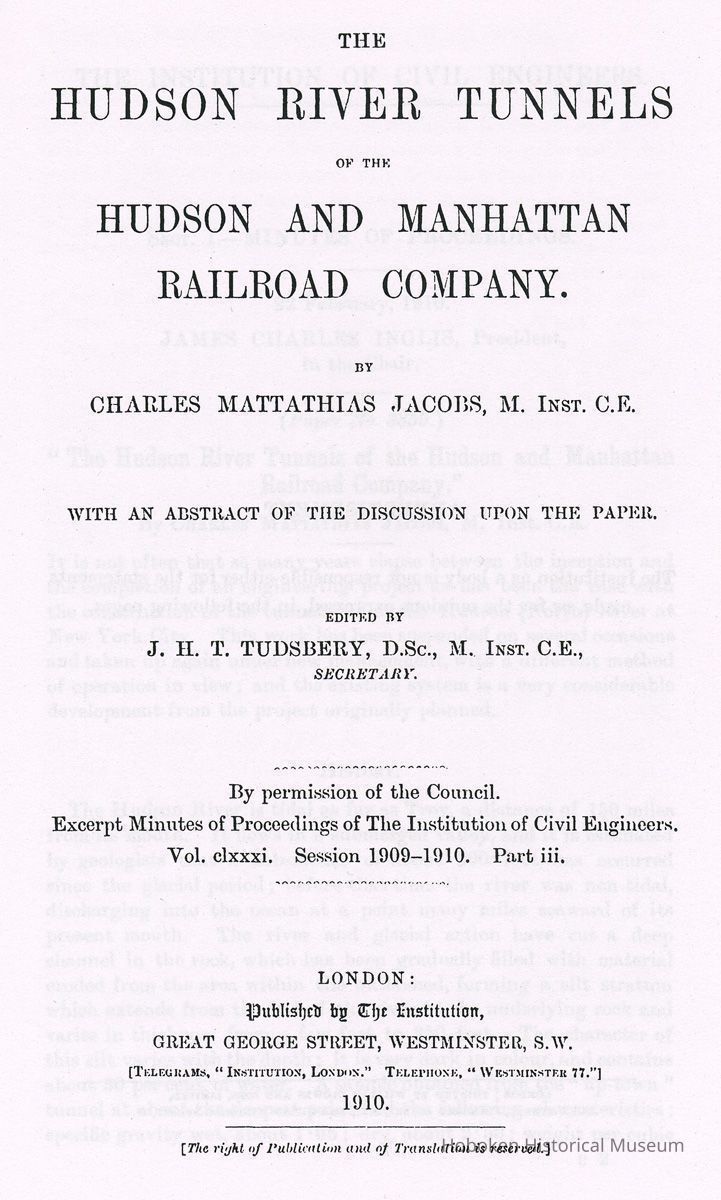 THE
HUDSON RIVER TUNNELS
OF THE
HUDSON AND MANHATTAN
RAILROAD COMPANY.
BY
CHARLES MATTATHIAS JACOBS, M. INST. C.E.
WITH AN ABSTRACT OF THE DISCUSSION UPON THE PAPER.
EDITED BY
J. H. T. TUDSBERY, D.Sc., M. INST. C.E.,
SECRETARY.
By permission of the Council.
Excerpt Minutes of Proceedings of The Institution of Civil Engineers.
Vol. clxxxi. Session 1909-1910. Part iii.
LONDON:
Published by The Institution,
GREAT GEORGE STREET, WESTMINSTER, S.W.
[TELEGRAMS, "INSTITUTION, LONDON." TELEPHONE, "WESTMINSTER 77."]
1910.
[The right of Publication and of Translation is reserved.]
Hoboken Historical Museum